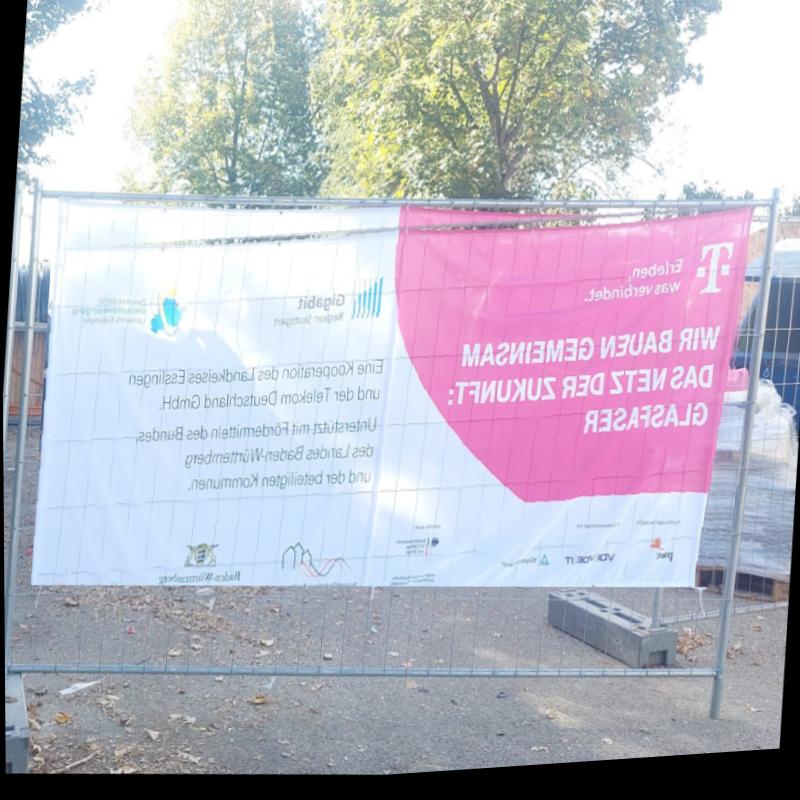 T
Erleben,
was verbindet.
WIR BAUEN GEMEINSAM
DAS NETZ DER ZUKUNFT:
GLASFASER
Gigabit
Region Stuttgart
Eine Kooperation des Landkreises Esslingen
und der Telekom Deutschland GmbH.
Unterstützt mit Fördermitteln des Bundes,
des Landes Baden-Württemberg
und der beteiligten Kommunen.
pwc
VDI VDE IT
Baden-Württemberg